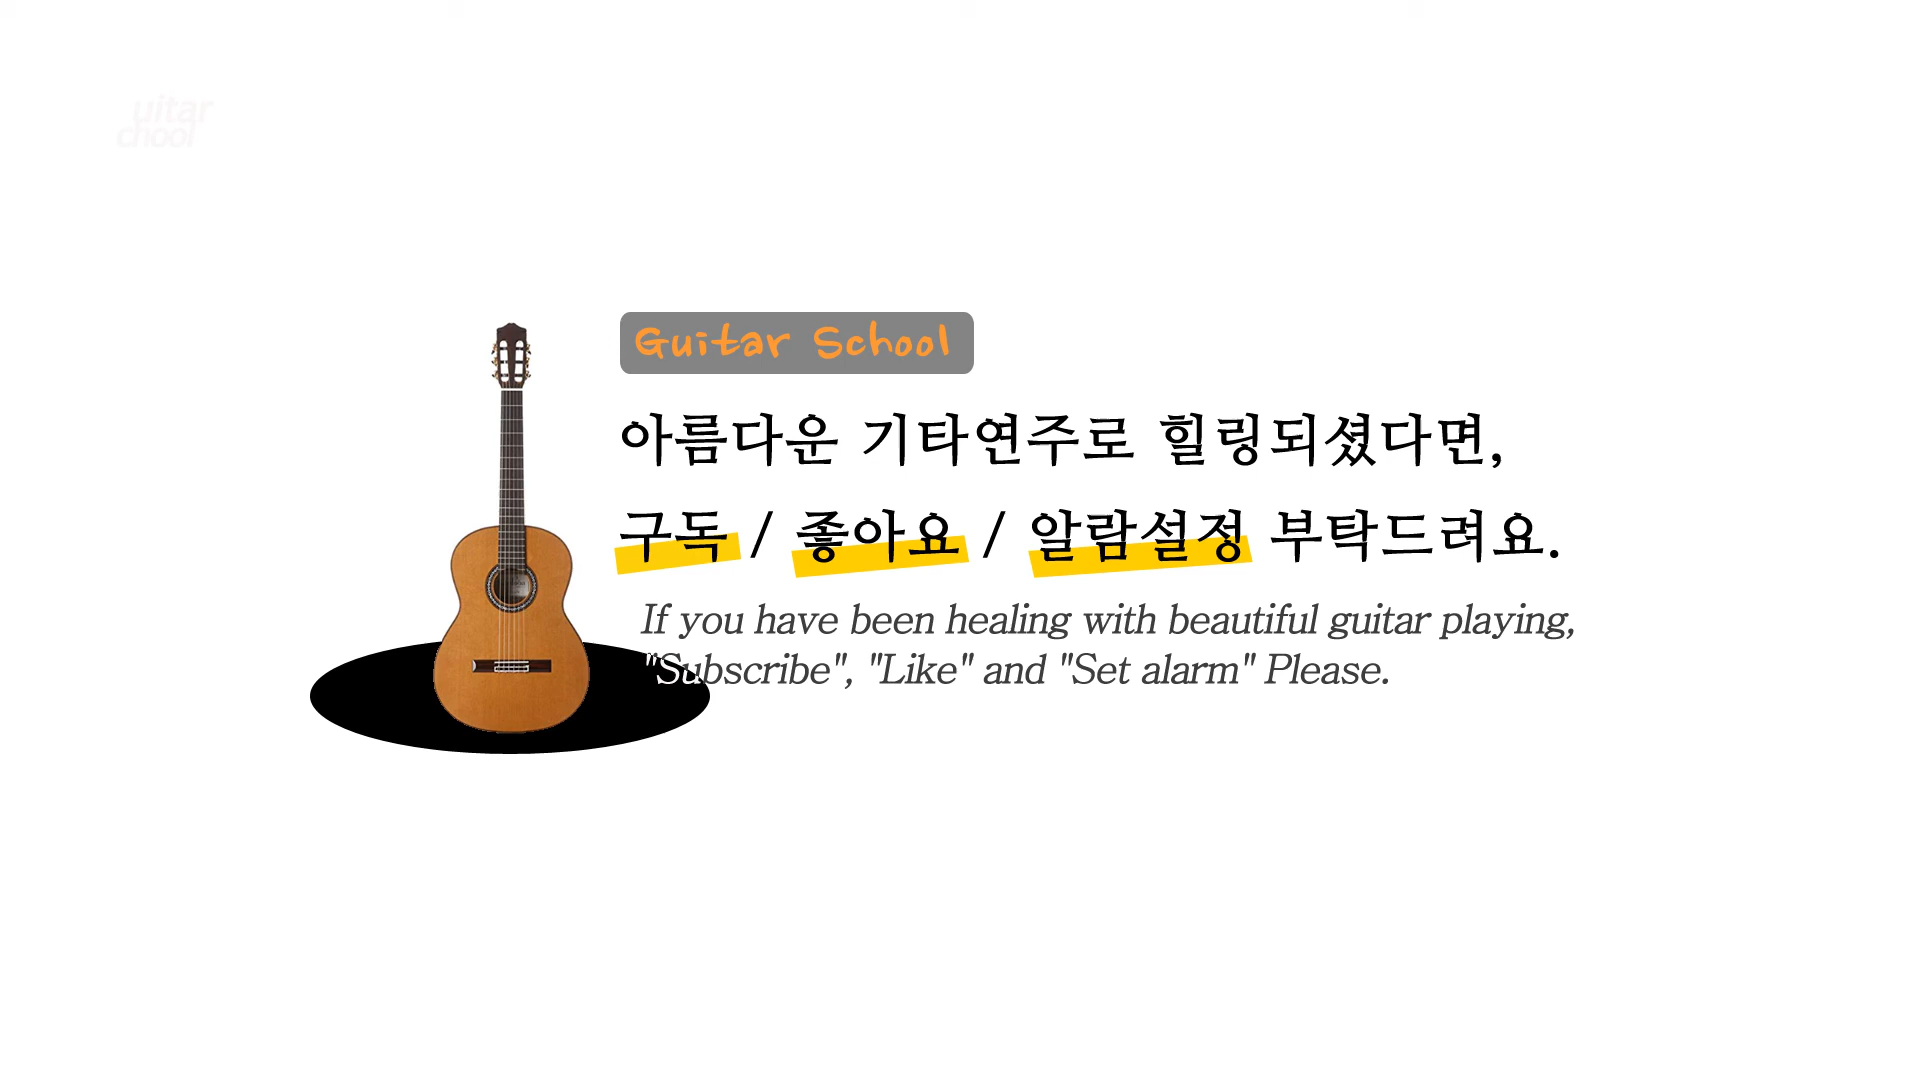 uitar
chool
Guitar School
아름다운 기타연주로 힐링되셨다면,
구독 / 좋아요 / 알람설정 부탁드려요.
If you have been healing with beautiful guitar playing,
"Subscribe", "Like" and "Set alarm" Please.